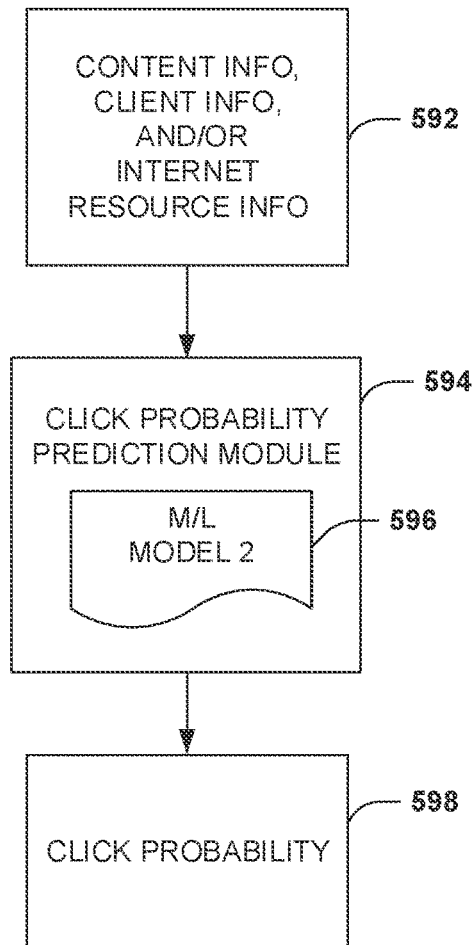 CONTENT INFO,
CLIENT INFO,
AND/OR
INTERNET
RESOURCE INFO
592
594
CLICK PROBABILITY
PREDICTION MODULE
M/L
MODEL 2
596
598
CLICK PROBABILITY